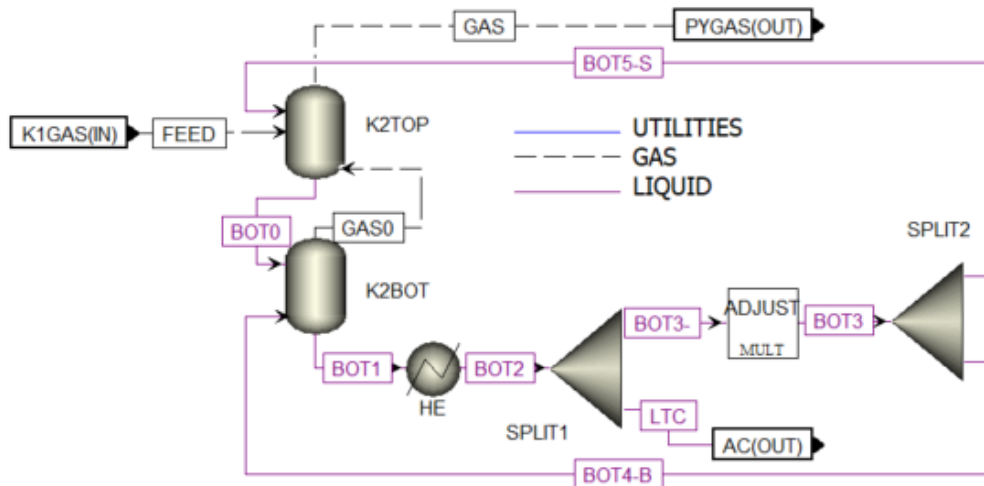 GAS
PYGAS(OUT)
BOT5-S
K2TOP
K1GAS(IN)
FEED
UTILITIES
GAS
LIQUID
BOT0
GAS0
SPLIT2
K2BOT
BOT3-
ADJUST
MULT
BOT3
BOT1
BOT2
HE
LTC
SPLIT1
AC(OUT)
BOT4-B